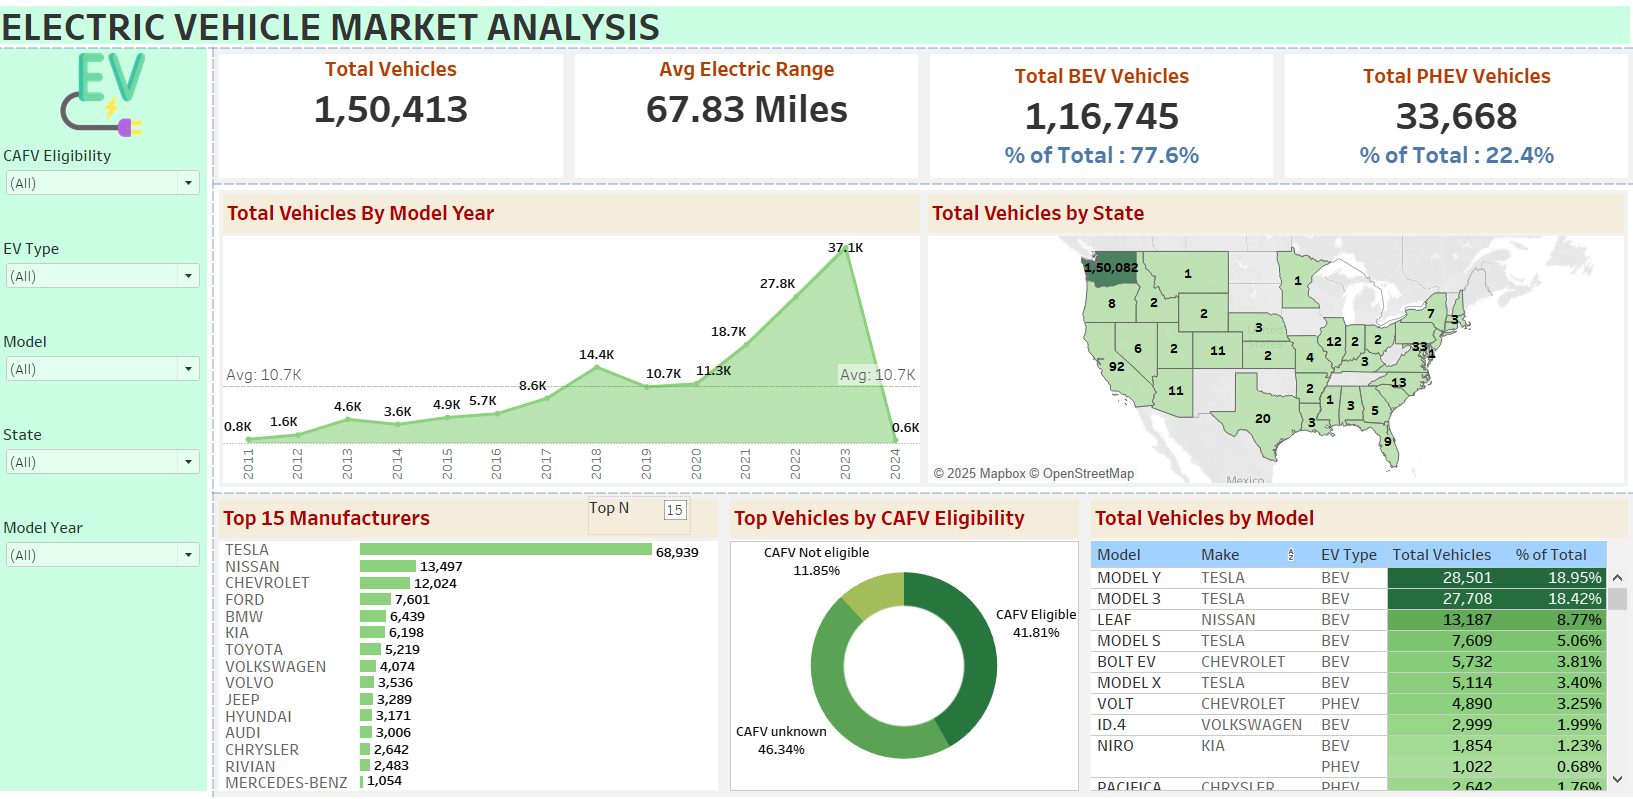 ELECTRIC VEHICLE MARKET ANALYSIS
EV
CAFV Eligibility
(All)
EV Type
(All)
Model
(All)
State
(All)
Model Year
(All)
Total Vehicles
1,50,413
Avg Electric Range
67.83 Miles
Total BEV Vehicles
1,16,745
% of Total : 77.6%
Total PHEV Vehicles
33,668
% of Total : 22.4%
Total Vehicles By Model Year
37.1K
27.8K
18.7K
14.4K
Avg: 10.7K
8.6K
10.7K
11.3K
Avg: 10.7K
0.8K
1.6K
4.6K
3.6K
4.9K
5.7K
0.6K
2011
2012
2013
2014
2015
2016
2017
2018
2019
2020
2021
2022
2023
2024
Total Vehicles by State
1,50,082
1
1
8
2
2
7
3
3
6
2
11
2
4
12
2
2
33
1
3
92
11
2
13
20
3
1
3
5
9
United States
Mexico
© 2025 Mapbox © OpenStreetMap
Top 15 Manufacturers
Top N
15
TESLA 68,939
NISSAN 13,497
CHEVROLET 12,024
FORD 7,601
BMW 6,439
KIA 6,198
TOYOTA 5,219
VOLKSWAGEN 4,074
VOLVO 3,536
JEEP 3,289
HYUNDAI 3,171
AUDI 3,006
CHRYSLER 2,642
RIVIAN 2,483
MERCEDES-BENZ 1,054
Top Vehicles by CAFV Eligibility
CAFV Not eligible
11.85%
CAFV Eligible
41.81%
CAFV unknown
46.34%
Total Vehicles by Model
Model Make EV Type Total Vehicles % of Total
MODEL Y TESLA BEV 28,501 18.95%
MODEL 3 TESLA BEV 27,708 18.42%
LEAF NISSAN BEV 13,187 8.77%
MODEL S TESLA BEV 7,609 5.06%
BOLT EV CHEVROLET BEV 5,732 3.81%
MODEL X TESLA BEV 5,114 3.40%
VOLT CHEVROLET PHEV 4,890 3.25%
ID.4 VOLKSWAGEN BEV 2,999 1.99%
NIRO KIA BEV 1,854 1.23%
PHEV 1,022 0.68%
PACIFICA CHRYSLER PHEV 2,642 1.76%